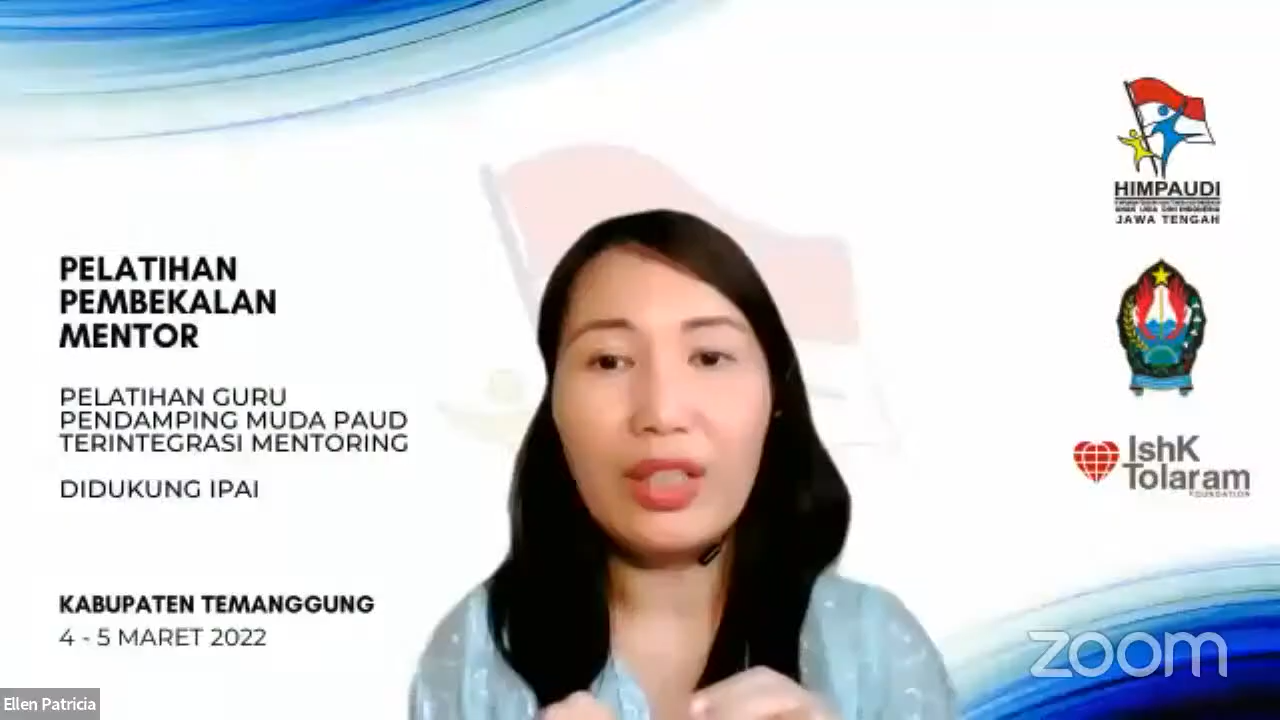 PELATIHAN
PEMBEKALAN
MENTOR
PELATIHAN GURU
PENDAMPING MUDA PAUD
TERINTEGRASI MENTORING
DIDUKUNG IPAI
KABUPATEN TEMANGGUNG
4 - 5 MARET 2022
HIMPAUDI
JAWA TENGAH
IshK
Tolaram
FOUNDATION
zoom
Ellen Patricia